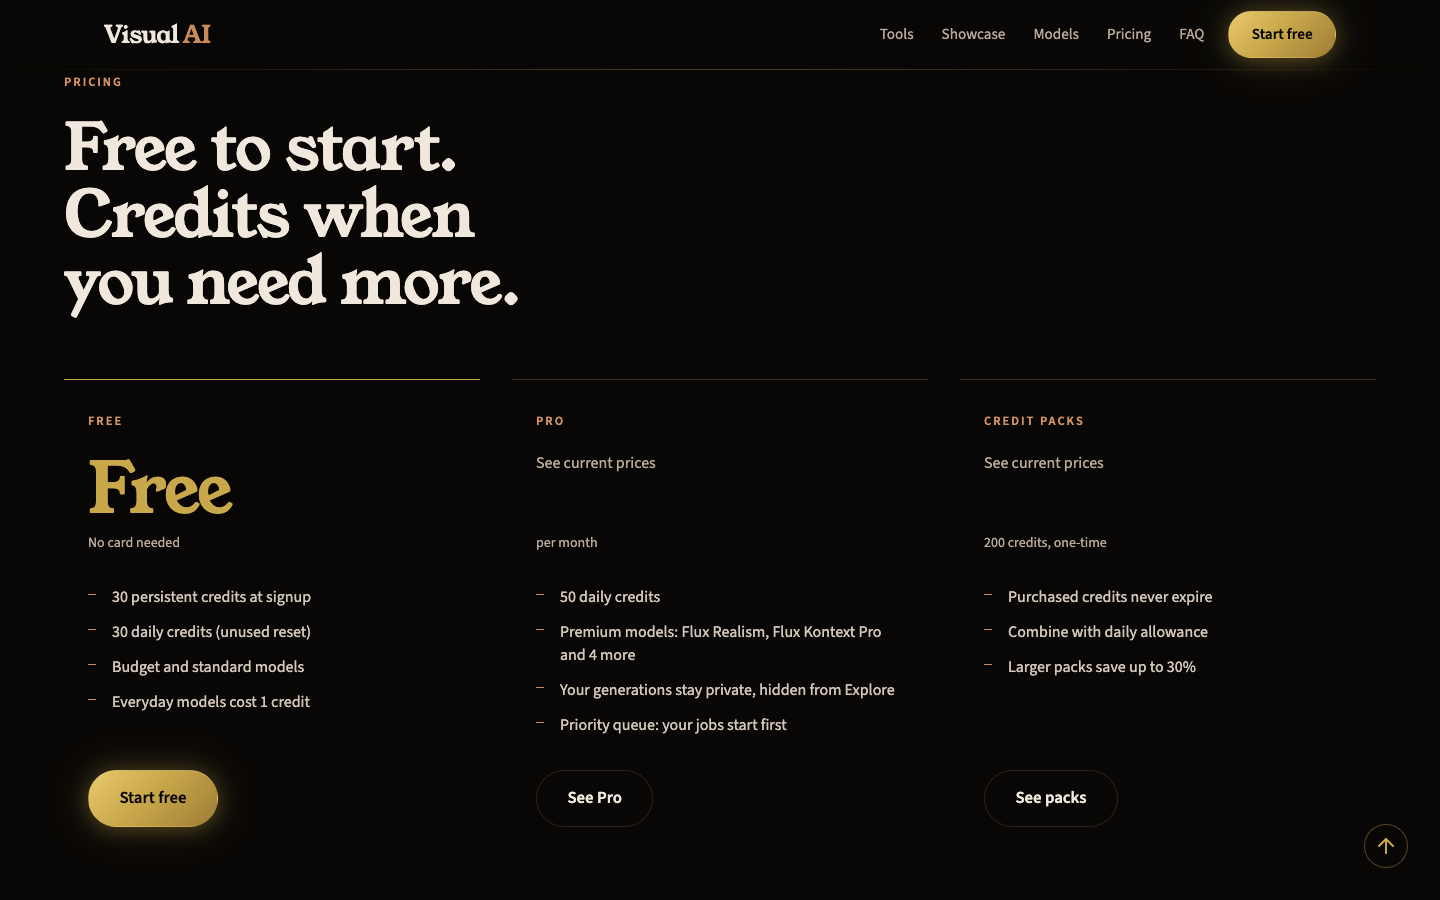 Visual AI
Tools
Showcase
Models
Pricing
FAQ
Start free
PRICING
Free to start.
Credits when
you need more.
FREE
Free
No card needed
30 persistent credits at signup
30 daily credits (unused reset)
Budget and standard models
Everyday models cost 1 credit
Start free
PRO
See current prices
per month
50 daily credits
Premium models: Flux Realism, Flux Kontext Pro
and 4 more
Your generations stay private, hidden from Explore
Priority queue: your jobs start first
See Pro
CREDIT PACKS
See current prices
200 credits, one-time
Purchased credits never expire
Combine with daily allowance
Larger packs save up to 30%
See packs